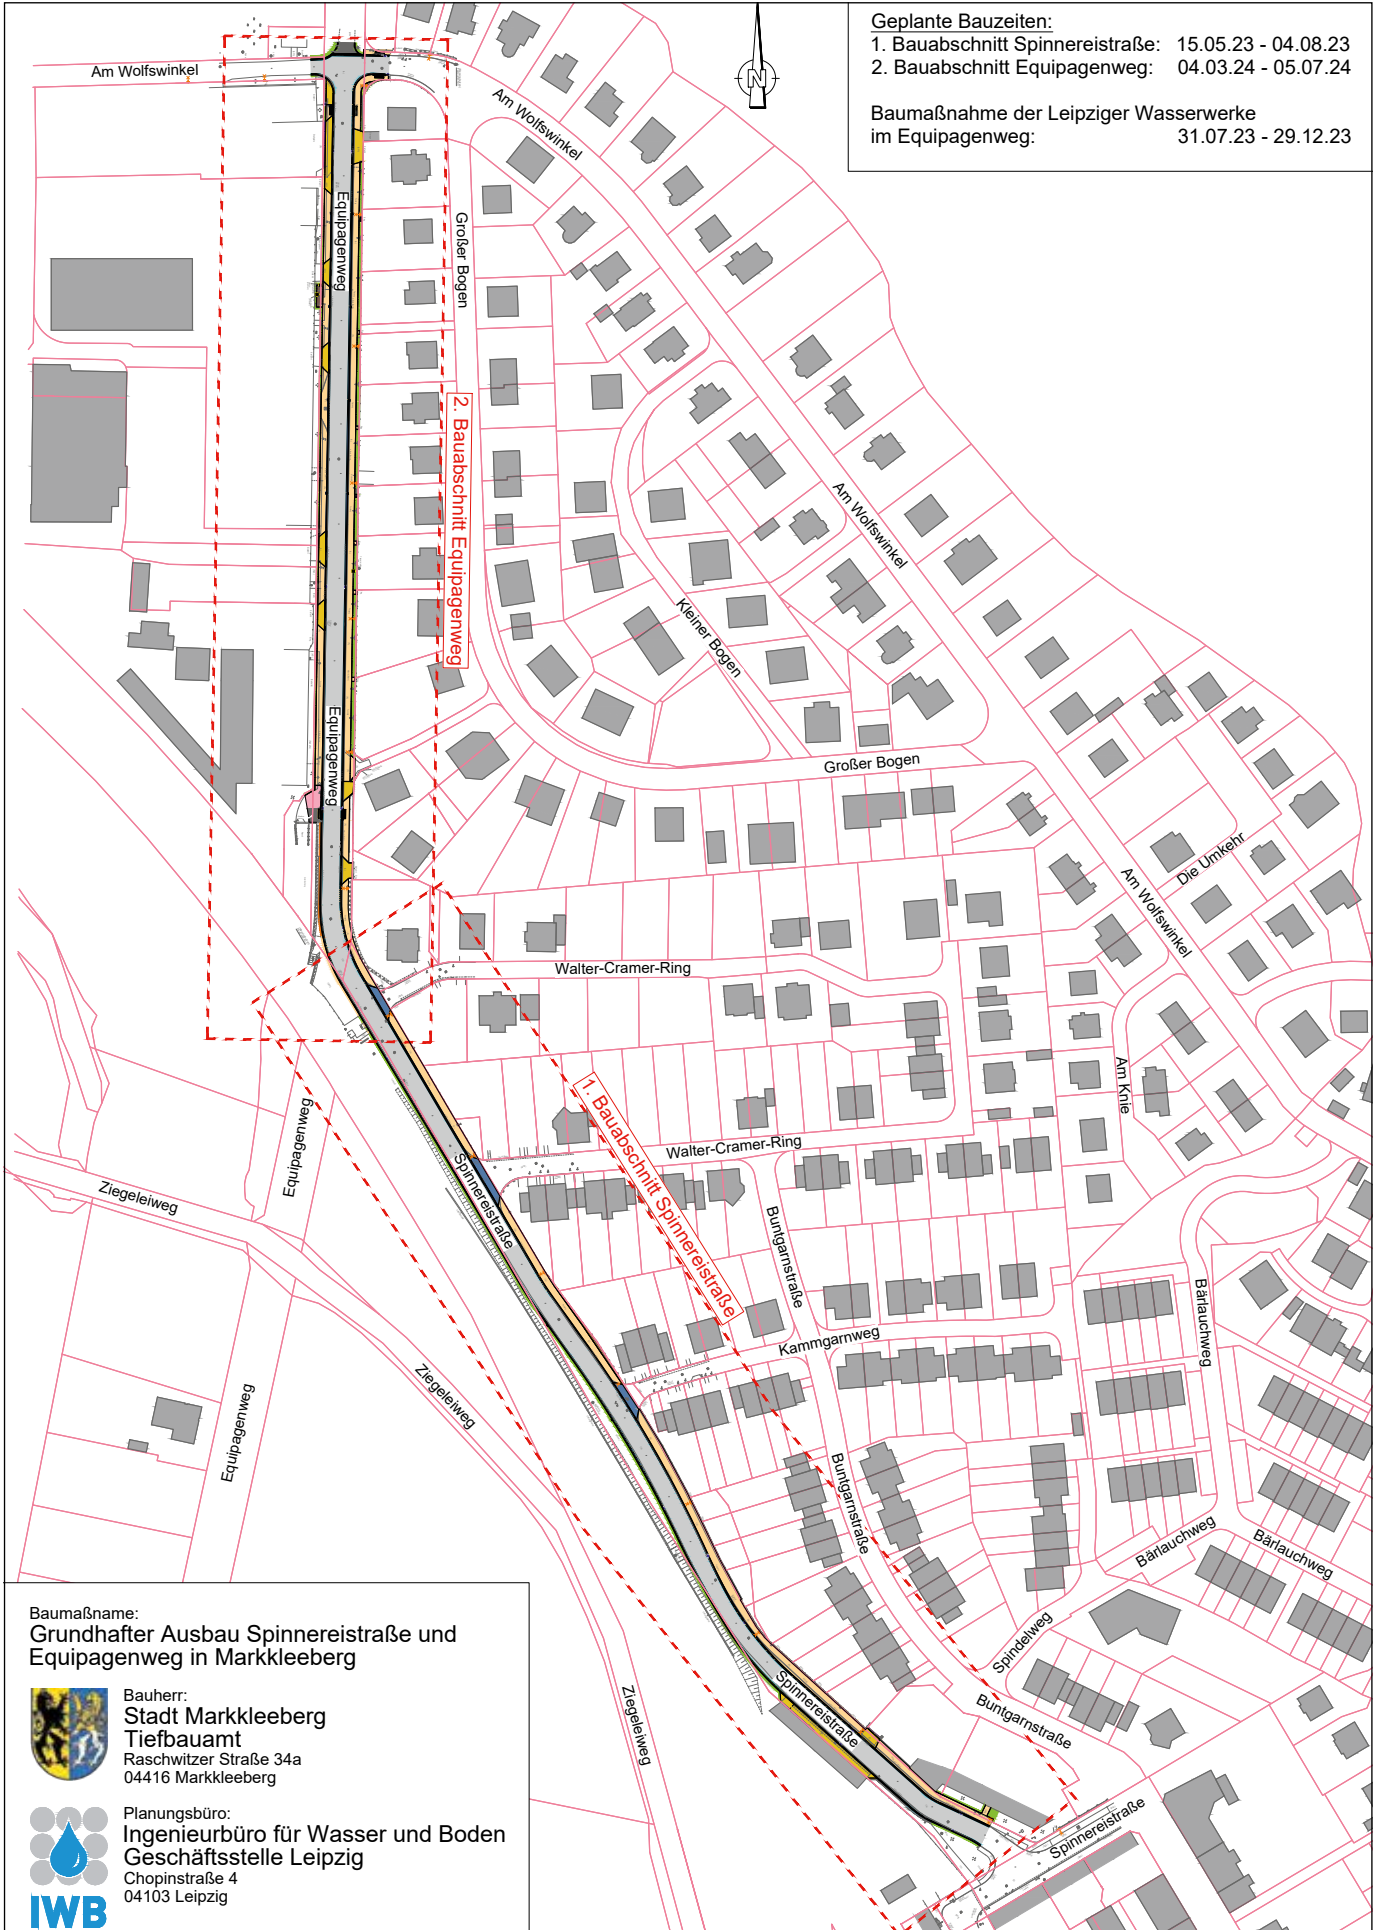 Geplante Bauzeiten:
1. Bauabschnitt Spinnereistraße: 15.05.23 - 04.08.23
2. Bauabschnitt Equipagenweg: 04.03.24 - 05.07.24
Baumaßnahme der Leipziger Wasserwerke
im Equipagenweg: 31.07.23 - 29.12.23
N
Am Wolfswinkel
Am Wolfswinkel
Equipagenweg
Großer Bogen
2. Bauabschnitt Equipagenweg
Am Wolfswinkel
Kleiner Bogen
Equipagenweg
Großer Bogen
Die Umkehr
Am Wolfswinkel
Walter-Cramer-Ring
Am Knie
1. Bauabschnitt Spinnereistraße
Equipagenweg
Walter-Cramer-Ring
Spinnereistraße
Ziegeleiweg
Buntgarnstraße
Bärlauchweg
Kammgarnweg
Ziegeleiweg
Equipagenweg
Buntgarnstraße
Bärlauchweg
Bärlauchweg
Spindelweg
Spinnereistraße
Buntgarnstraße
Ziegeleiweg
Spinnereistraße
Baumaßname:
Grundhafter Ausbau Spinnereistraße und
Equipagenweg in Markkleeberg
Bauherr:
Stadt Markkleeberg
Tiefbauamt
Raschwitzer Straße 34a
04416 Markkleeberg
Planungsbüro:
Ingenieurbüro für Wasser und Boden
Geschäftsstelle Leipzig
Chopinstraße 4
04103 Leipzig
IWB